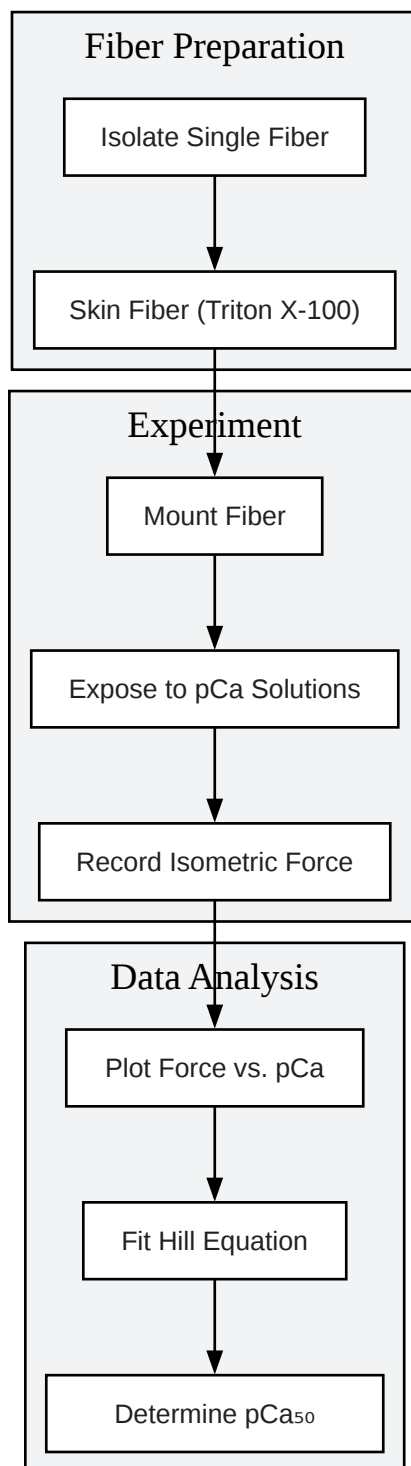 Fiber Preparation
Isolate Single Fiber
Skin Fiber (Triton X-100)
Experiment
Mount Fiber
Expose to pCa Solutions
Record Isometric Force
Data Analysis
Plot Force vs. pCa
Fit Hill Equation
Determine pCa₅₀